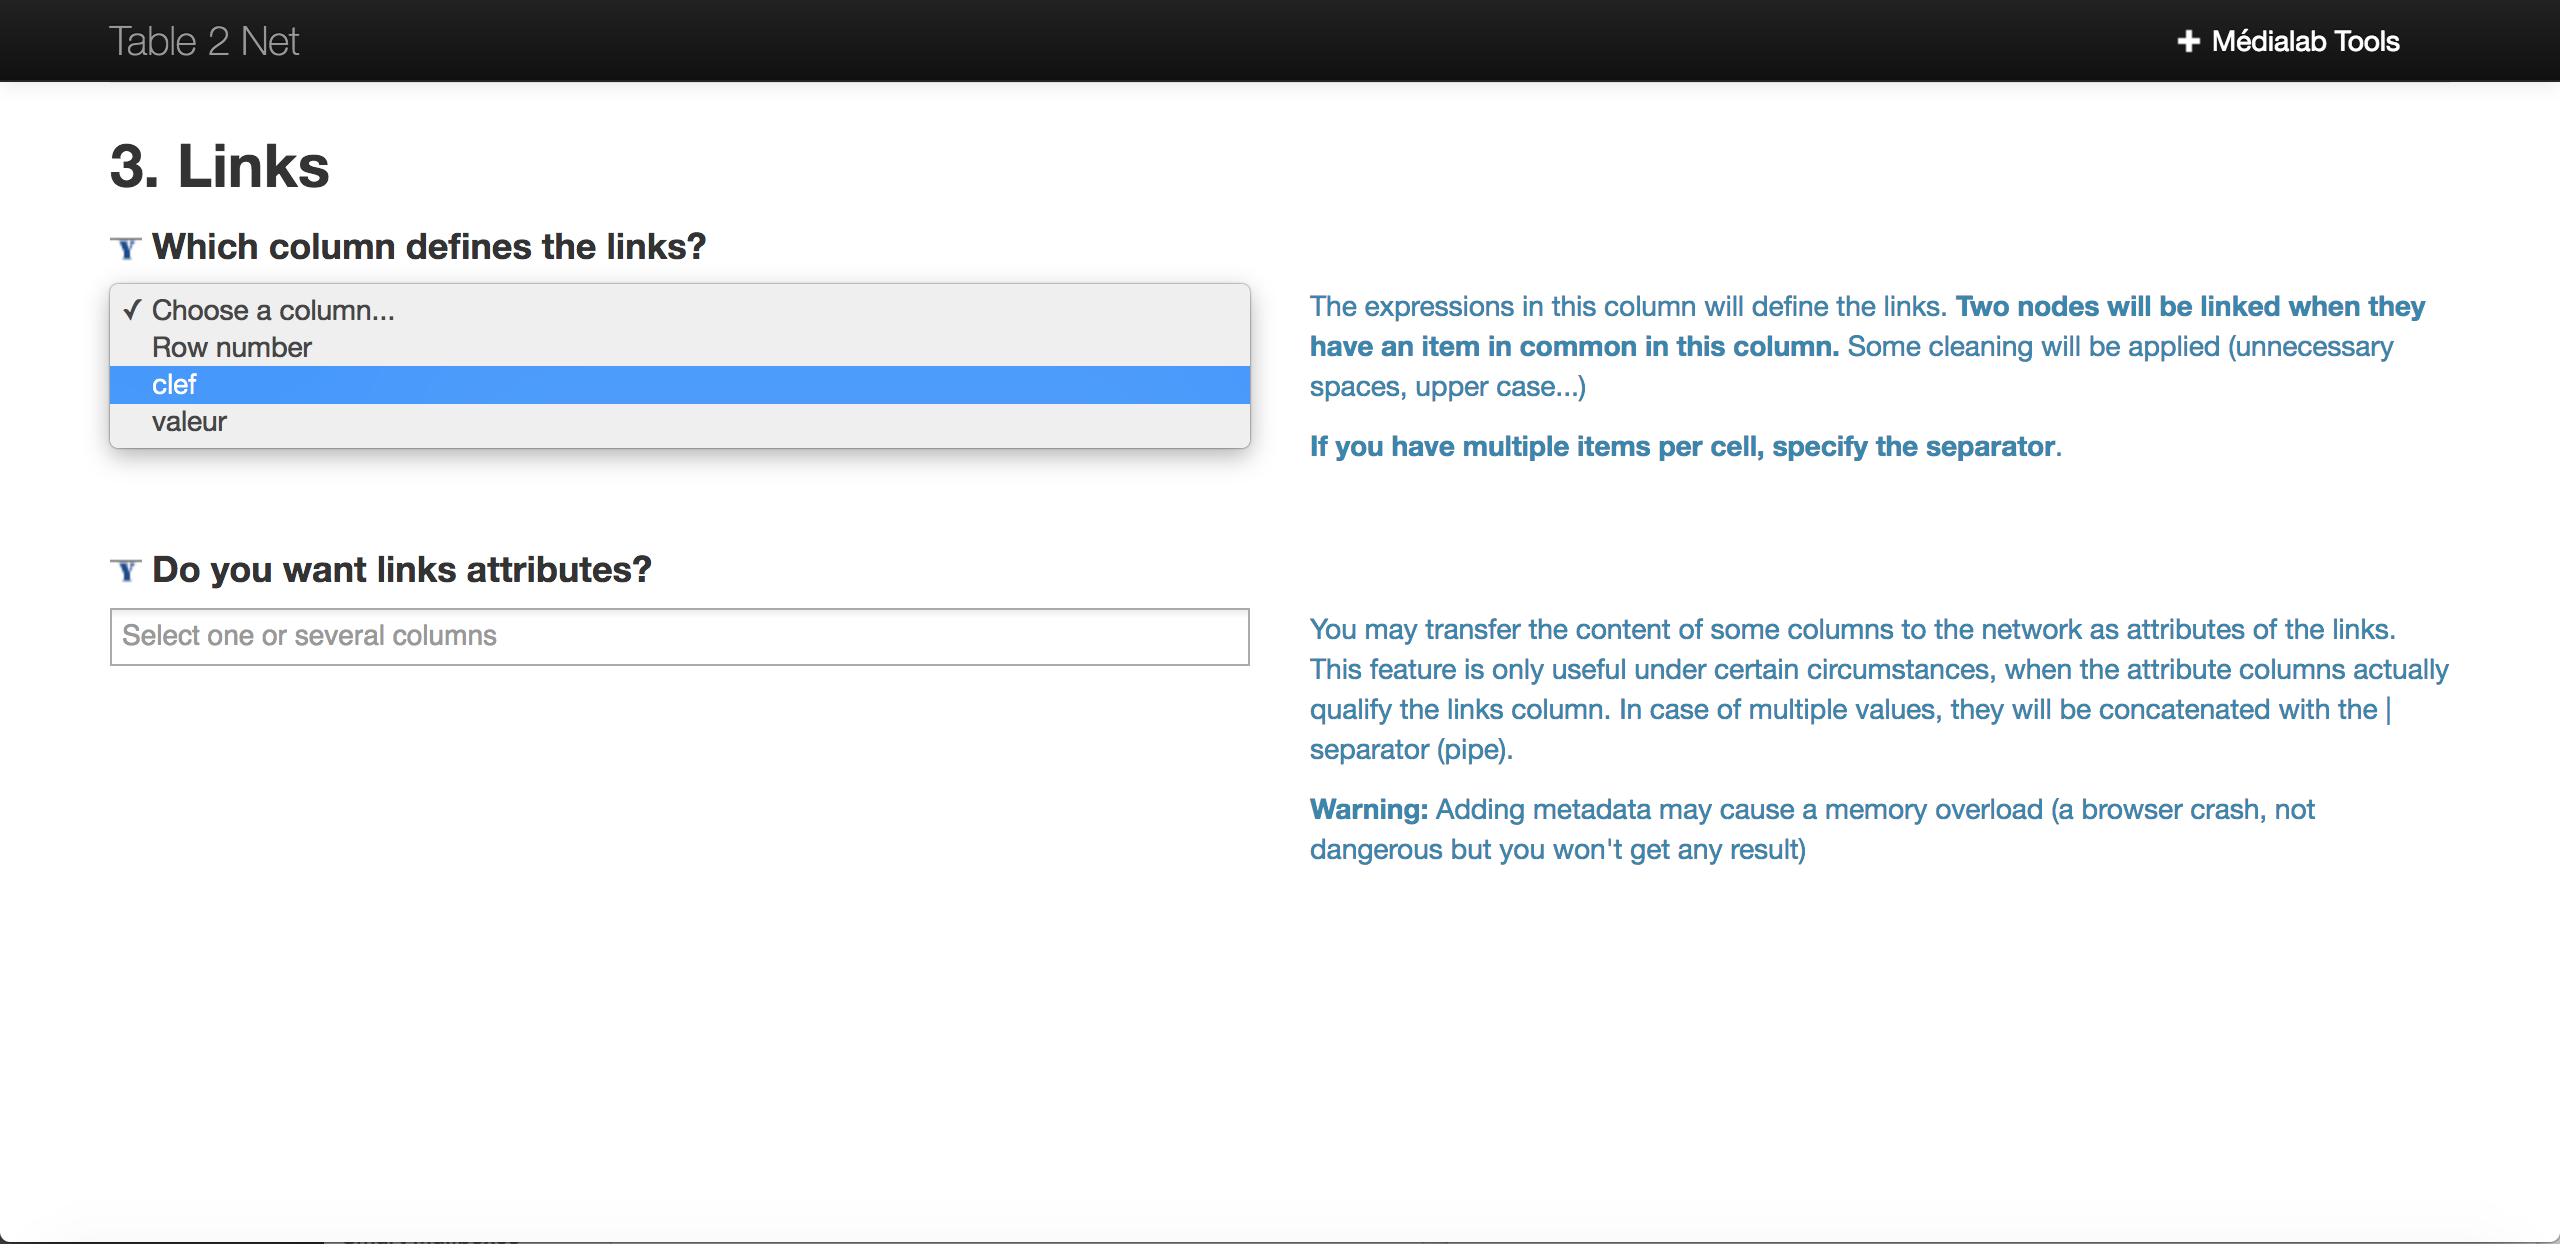 Table 2 Net
Médialab Tools
3. Links
Which column defines the links?
✓ Choose a column...
Row number
clef
valeur
The expressions in this column will define the links. Two nodes will be linked when they
have an item in common in this column. Some cleaning will be applied (unnecessary
spaces, upper case...)
If you have multiple items per cell, specify the separator.
Do you want links attributes?
Select one or several columns
You may transfer the content of some columns to the network as attributes of the links.
This feature is only useful under certain circumstances, when the attribute columns actually
qualify the links column. In case of multiple values, they will be concatenated with the |
separator (pipe).
Warning: Adding metadata may cause a memory overload (a browser crash, not
dangerous but you won't get any result)